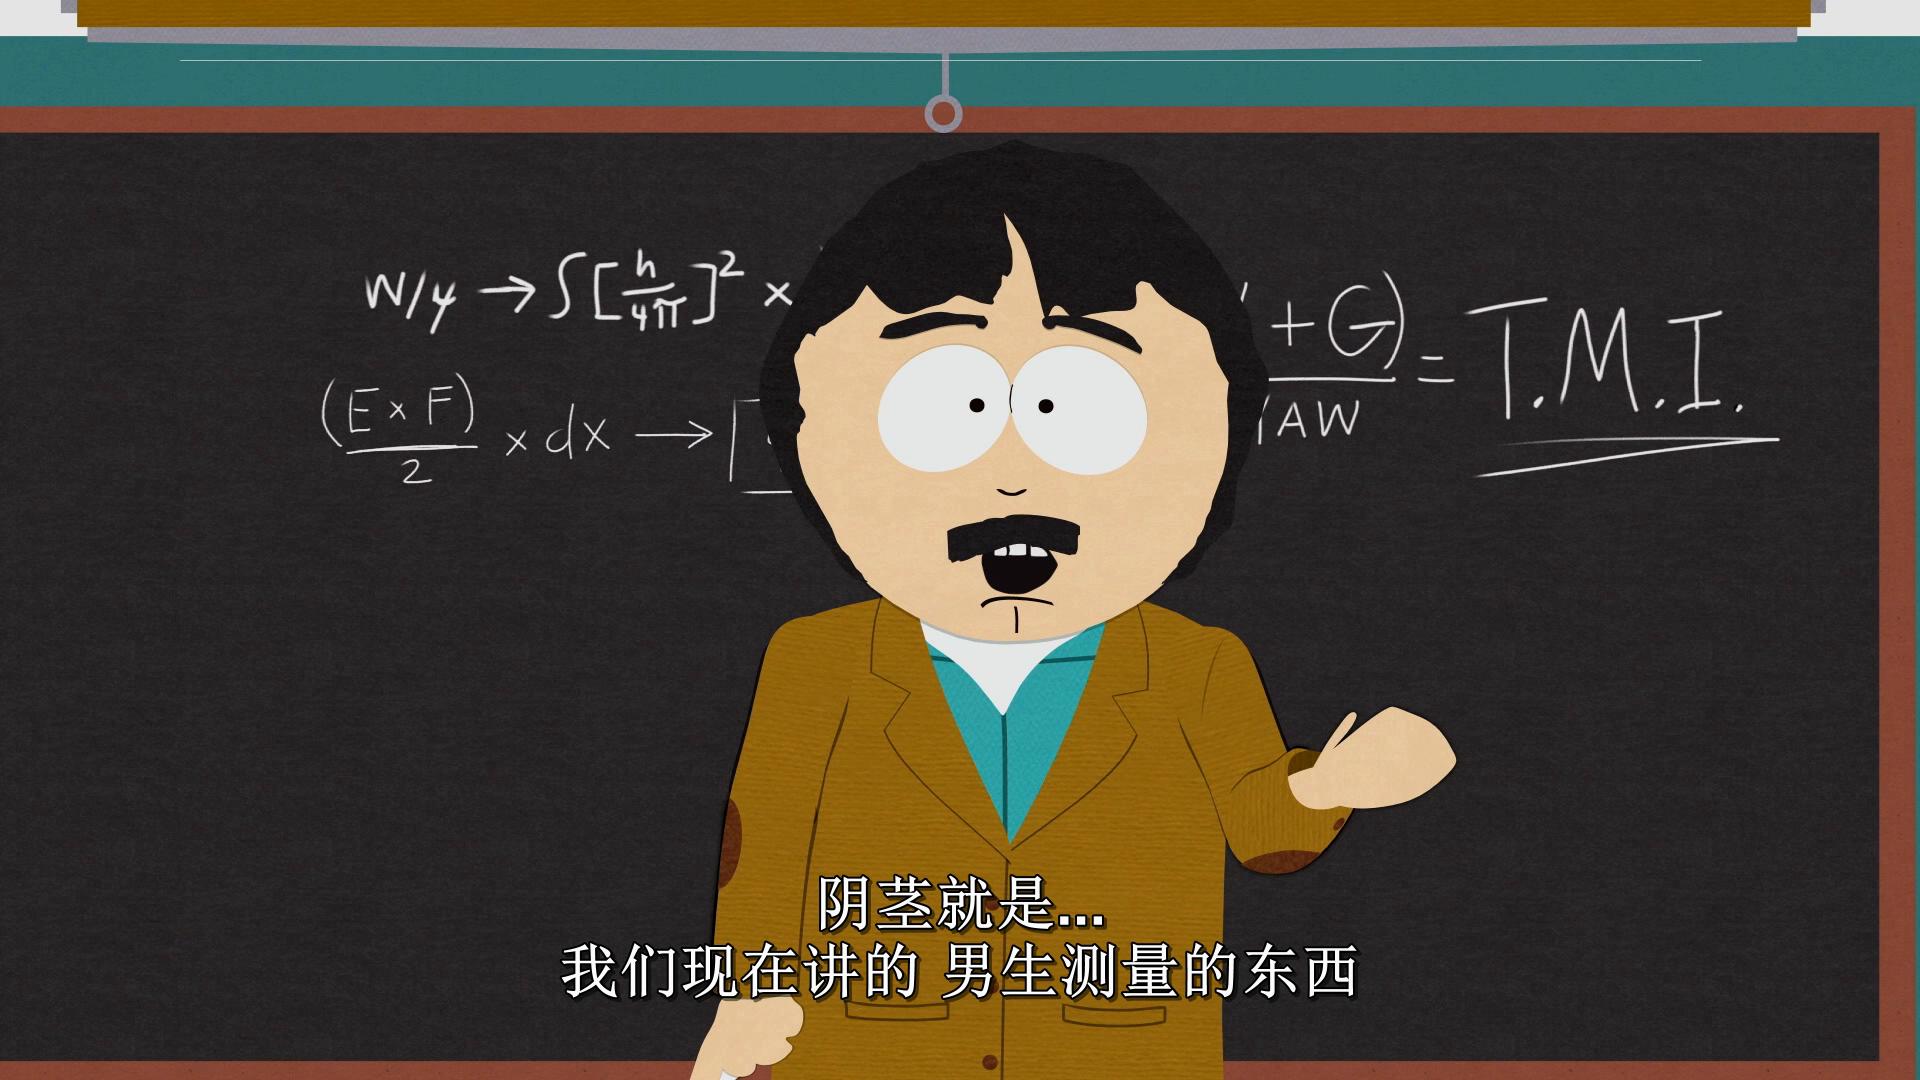 W/y → ∫[h/4π]² ×
+ G)
= T.M.I.
(E × F)/2 × dx →
AW
阴茎就是...
我们现在讲的 男生测量的东西